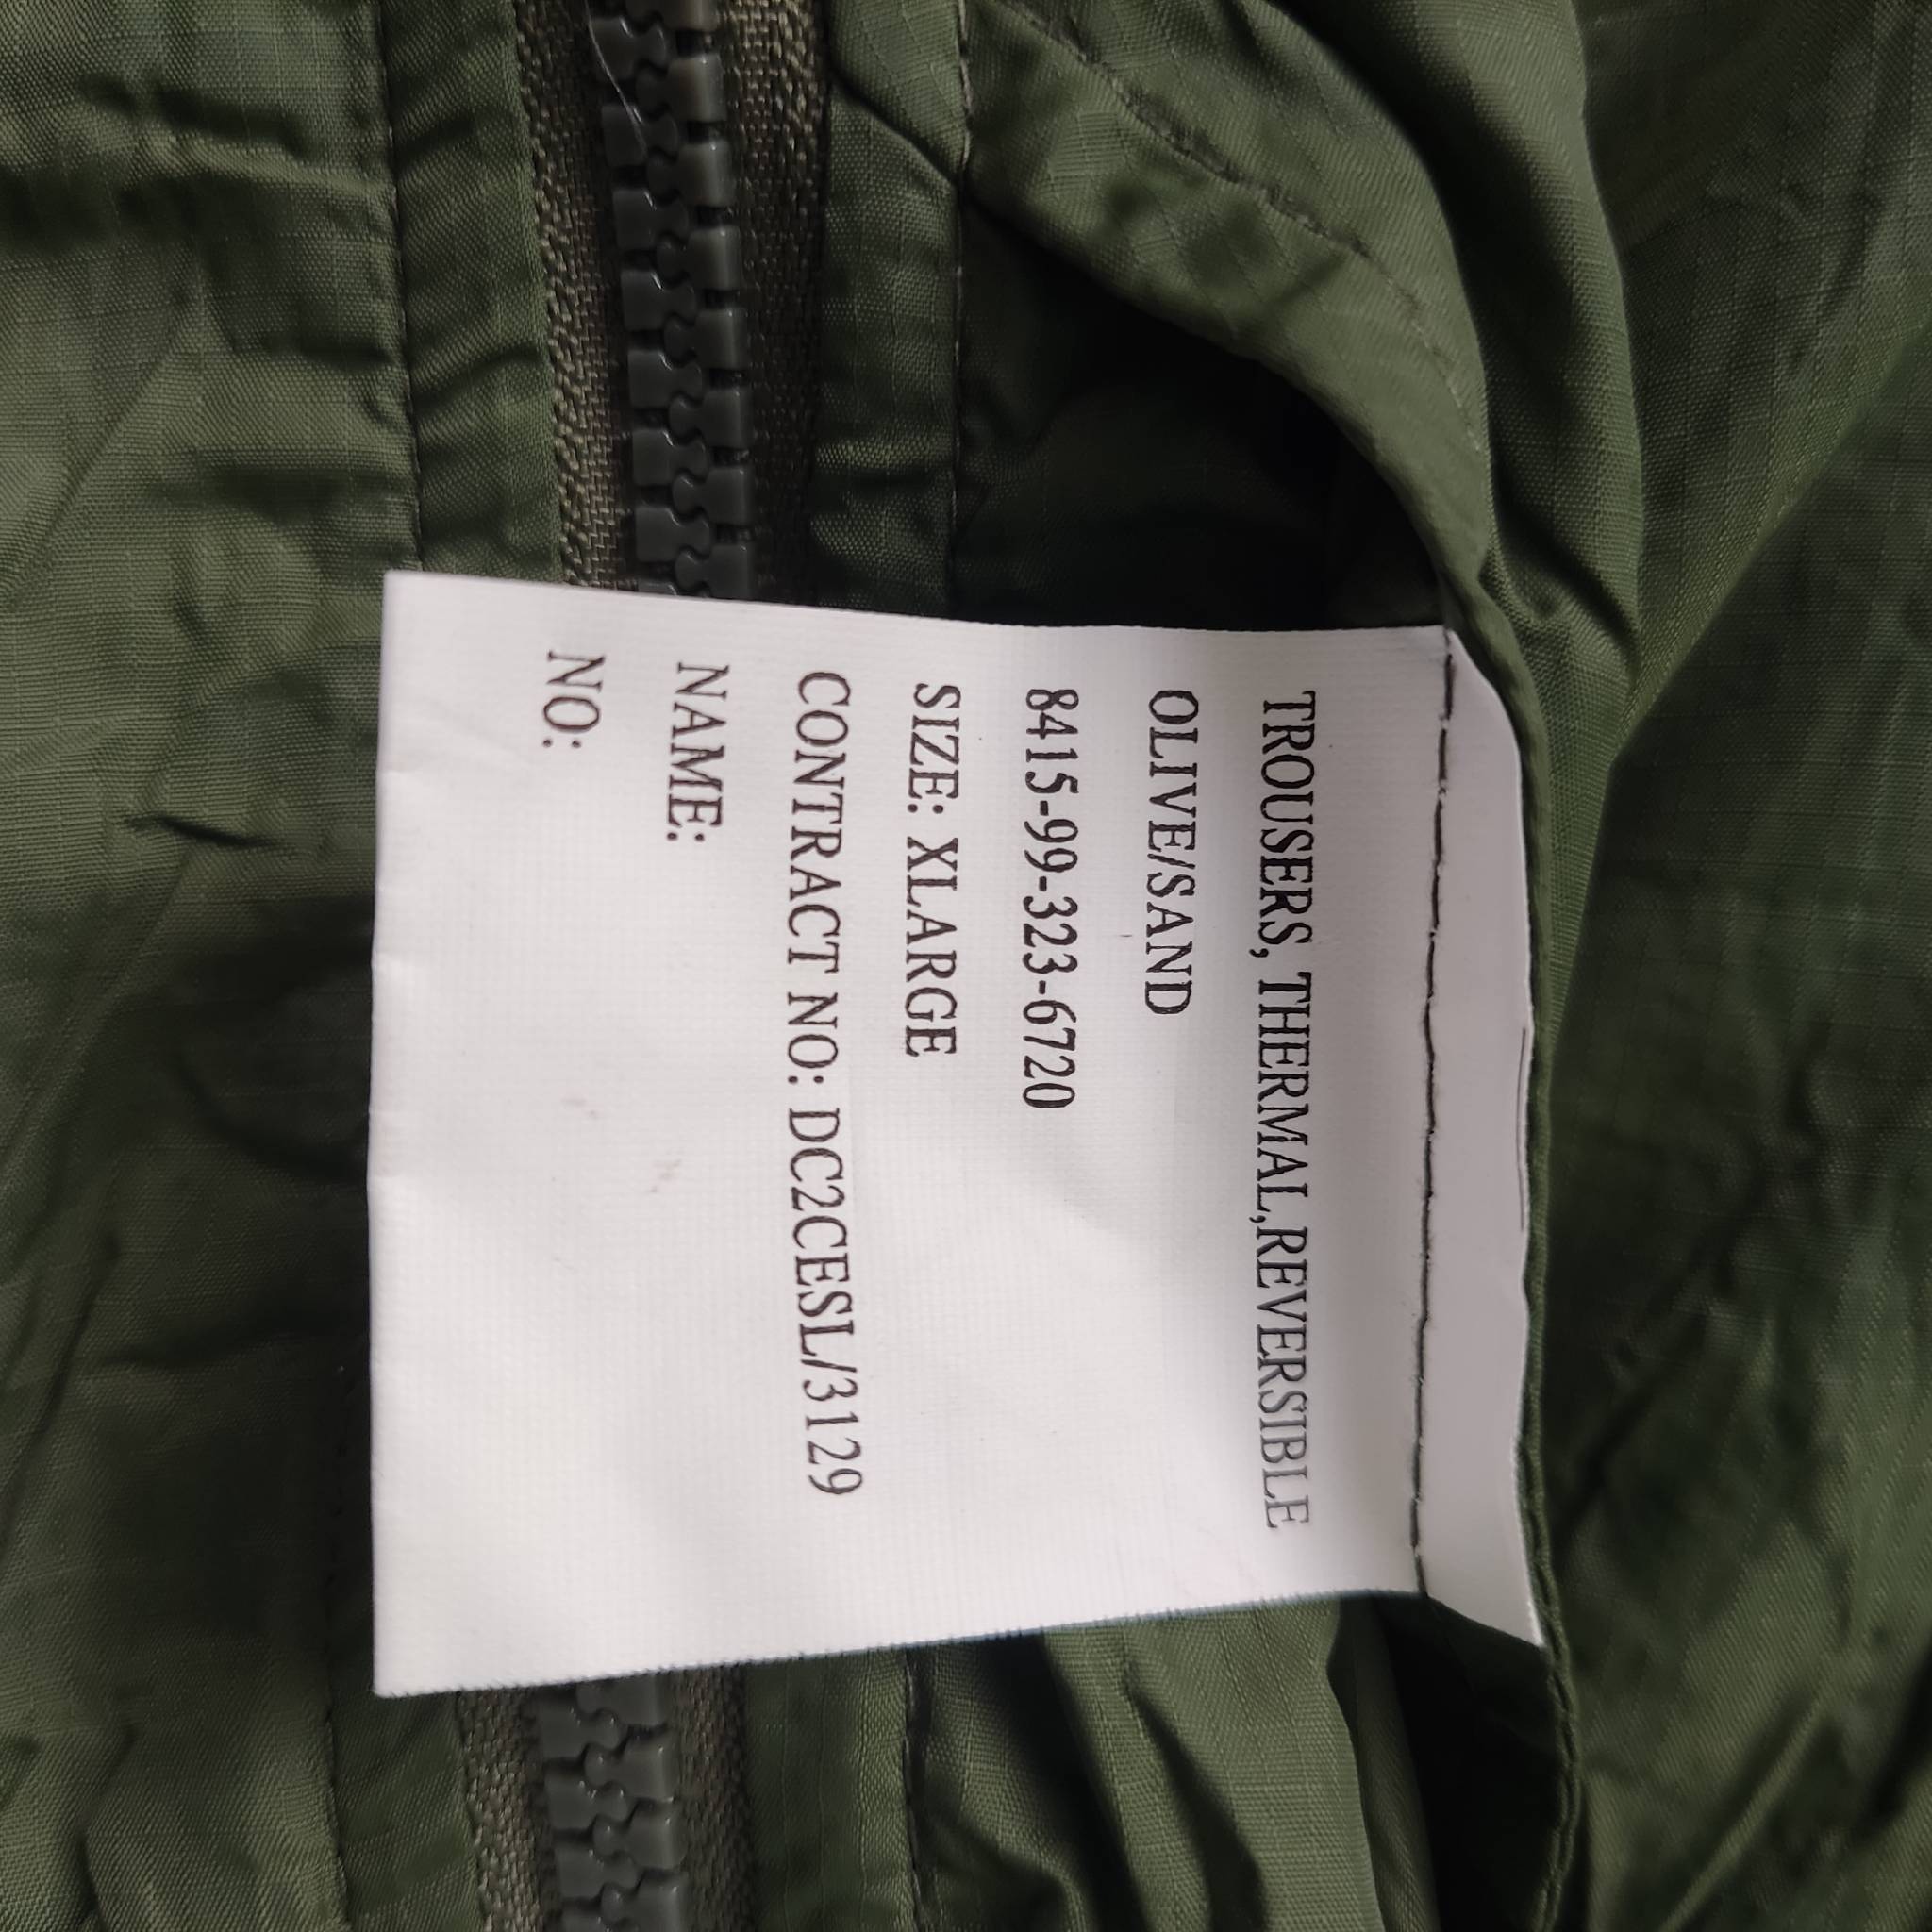 TROUSERS, THERMAL,REVERSIBLE
OLIVE/SAND
8415-99-323-6720
SIZE: XLARGE
CONTRACT NO: DC2CESL/3129
NAME:
NO: